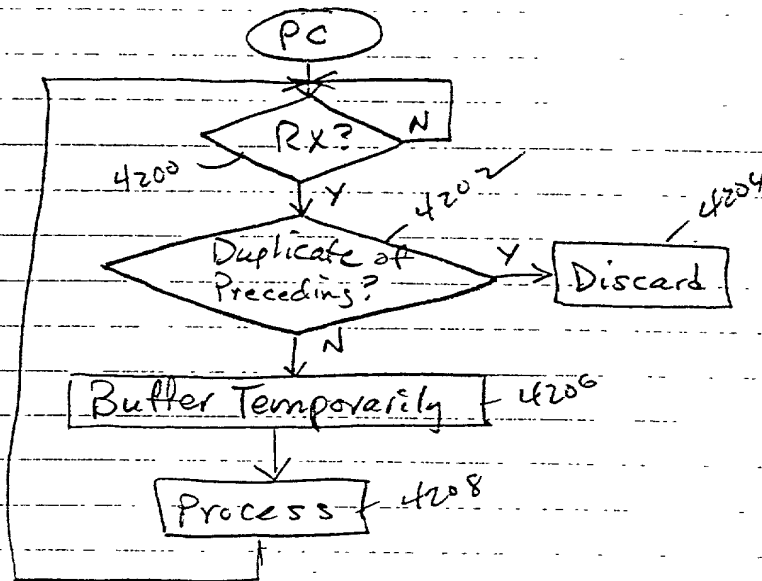 PC
Rx?
N
4200
Y
4202
4204
Duplicate of
Preceding?
Y
Discard
N
Buffer Temporarily
4206
Process
4208